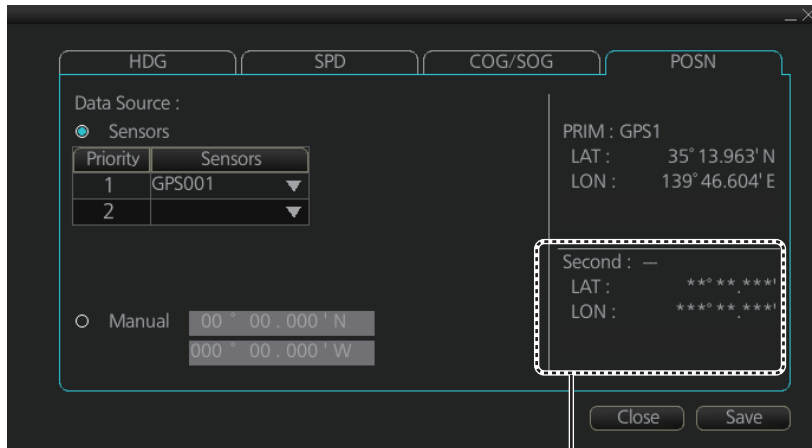 HDG SPD COG/SOG POSN
Data Source :
Sensors
Priority Sensors
1 GPS001
2
Manual 00 ° 00 . 000 ' N
000 ° 00 . 000 ' W
PRIM : GPS1
LAT : 35° 13.963' N
LON : 139° 46.604' E
Second : —
LAT : **° **.***'
LON : ***° **.***'
Close Save